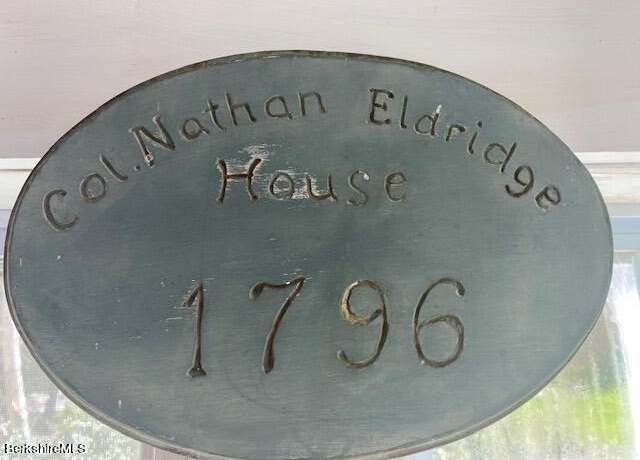 Col. Nathan Eldridge
House
1796
BerkshireMLS